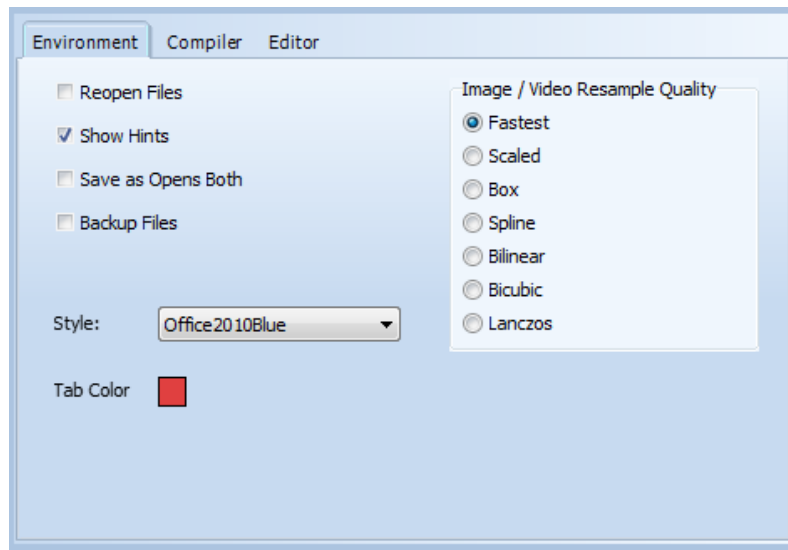 Environment Compiler Editor
Reopen Files
Show Hints
Save as Opens Both
Backup Files
Style: Office2010Blue
Tab Color
Image / Video Resample Quality
Fastest
Scaled
Box
Spline
Bilinear
Bicubic
Lanczos